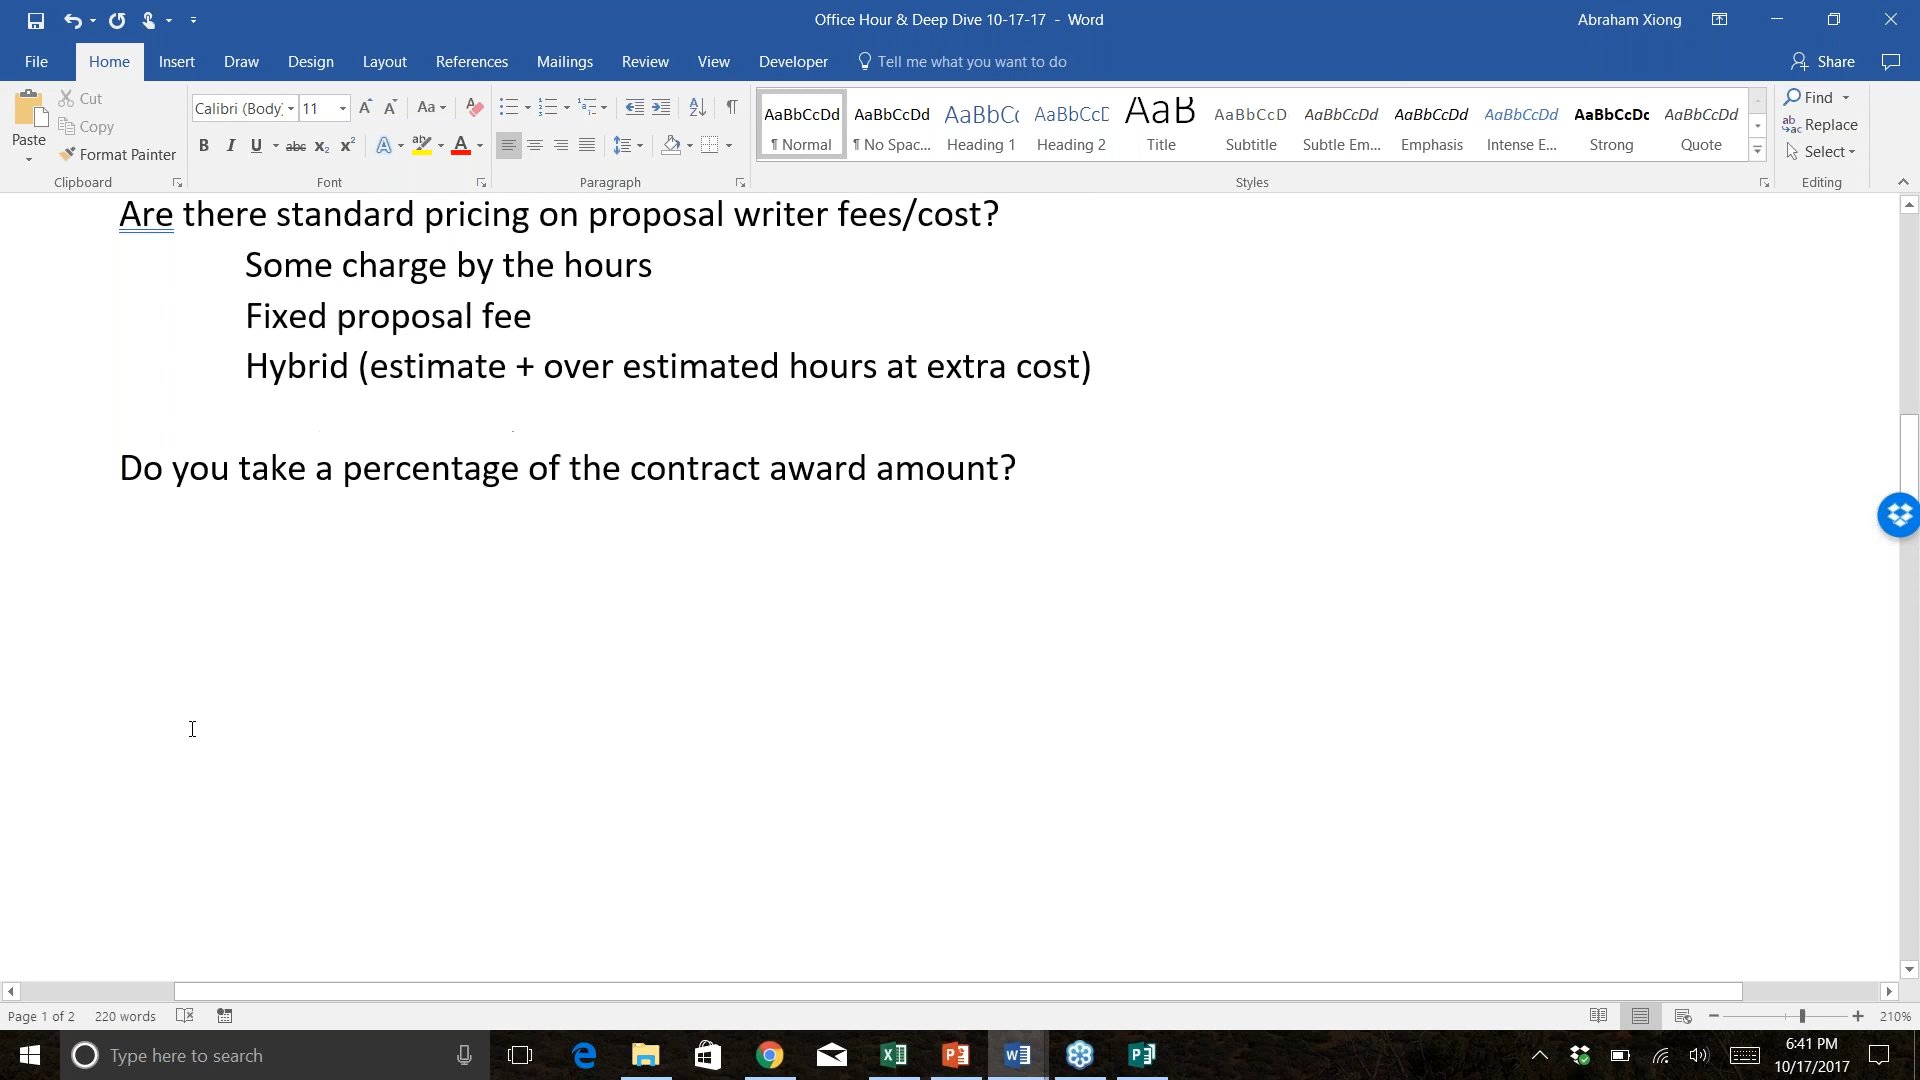 Office Hour & Deep Dive 10-17-17 - Word
Abraham Xiong
File Home Insert Draw Design Layout References Mailings Review View Developer Tell me what you want to do
Share
Paste
Cut
Copy
Format Painter
Clipboard
Calibri (Body) 11
Aa
B I U abc x₂ x² A ab A
Font
Paragraph
AaBbCcDd AaBbCcDd AaBbCc AaBbCcD AaB AaBbCcD AaBbCcDd AaBbCcDd AaBbCcDd AaBbCcDc AaBbCcDd
¶ Normal ¶ No Spac... Heading 1 Heading 2 Title Subtitle Subtle Em... Emphasis Intense E... Strong Quote
Styles
Find
Replace
Select
Editing
Are there standard pricing on proposal writer fees/cost?
Some charge by the hours
Fixed proposal fee
Hybrid (estimate + over estimated hours at extra cost)
Do you take a percentage of the contract award amount?
Page 1 of 2 220 words
210%
Type here to search
6:41 PM
10/17/2017